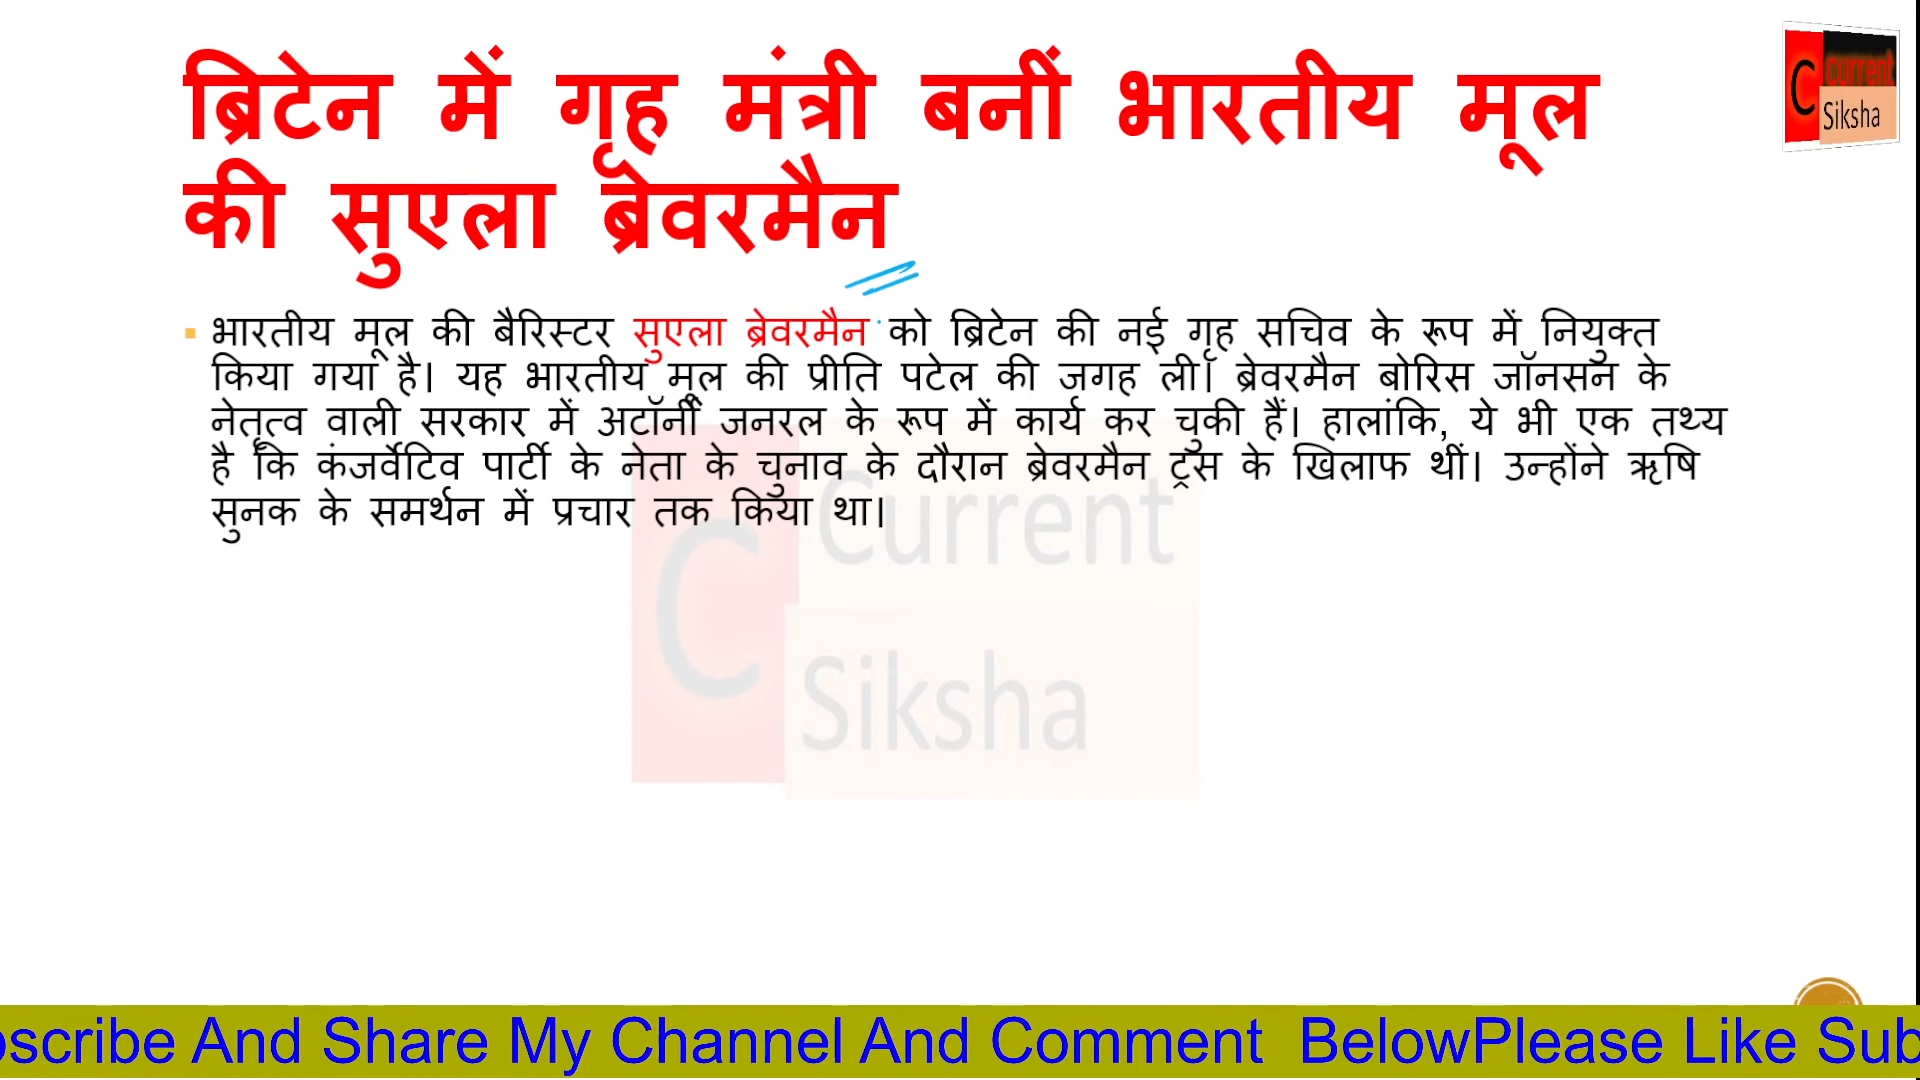 ब्रिटेन में गृह मंत्री बनीं भारतीय मूल
की सुएला ब्रेवरमैन
C current
Siksha
▪ भारतीय मूल की बैरिस्टर सुएला ब्रेवरमैन को ब्रिटेन की नई गृह सचिव के रूप में नियुक्त
किया गया है। यह भारतीय मूल की प्रीति पटेल की जगह ली। ब्रेवरमैन बोरिस जॉनसन के
नेतृत्व वाली सरकार में अटॉर्नी जनरल के रूप में कार्य कर चुकी हैं। हालांकि, ये भी एक तथ्य
है कि कंजर्वेटिव पार्टी के नेता के चुनाव के दौरान ब्रेवरमैन ट्रस के खिलाफ थीं। उन्होंने ऋषि
सुनक के समर्थन में प्रचार तक किया था।
C Current
Siksha
bscribe And Share My Channel And Comment BelowPlease Like Sub